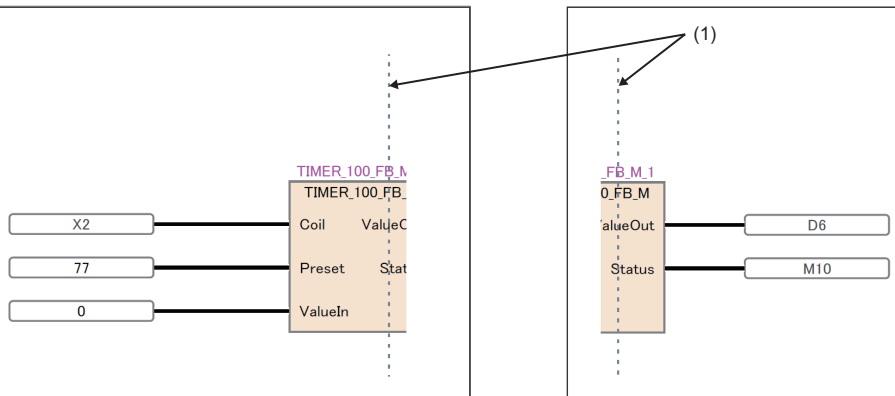 (1)
TIMER_100_FB_M
TIMER_100_FB_
X2
Coil
ValueO
77
Preset
Stat
0
ValueIn
_FB_M_1
0_FB_M
alueOut
D6
Status
M10